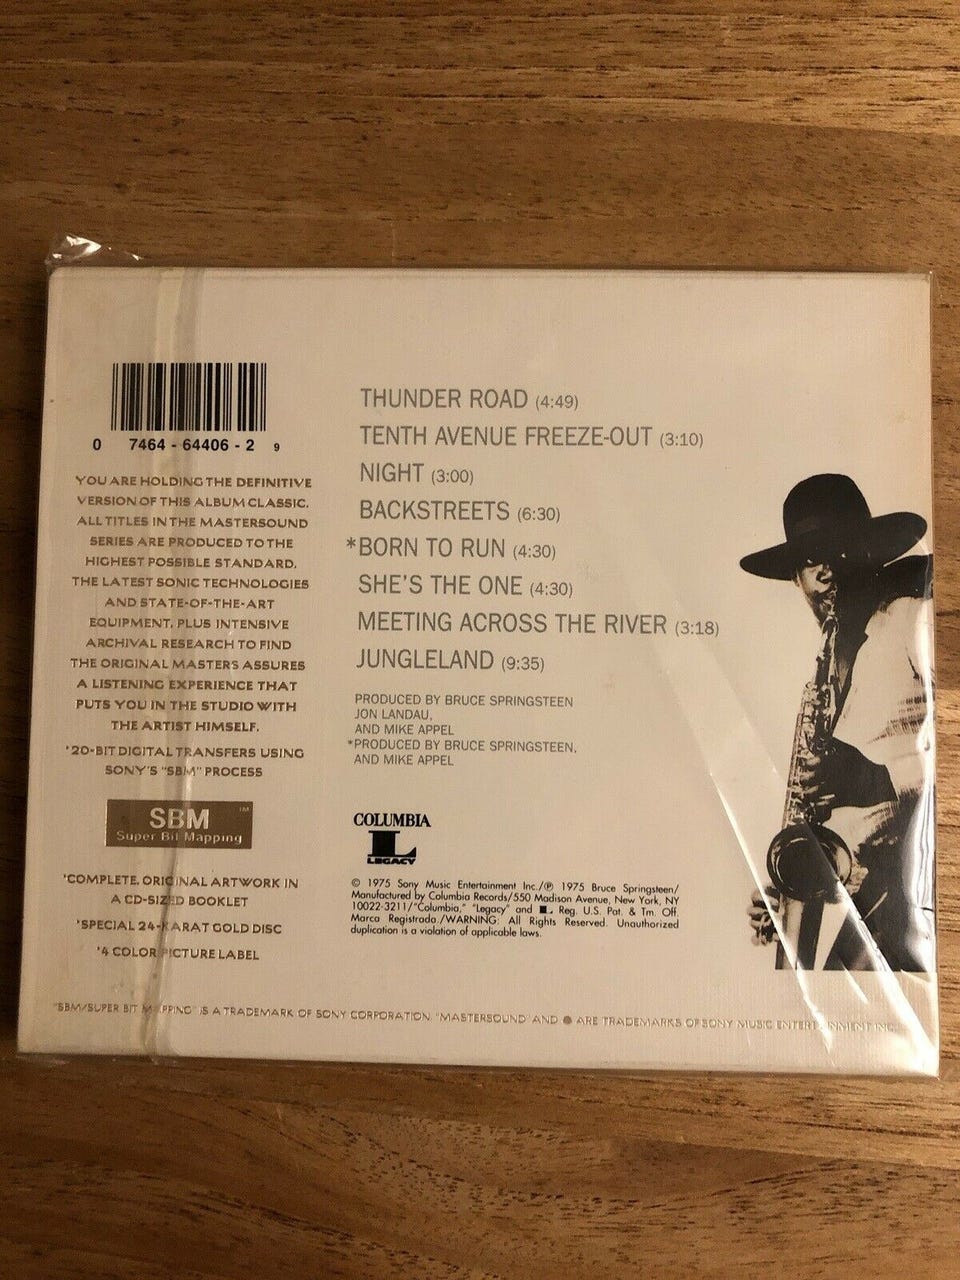 0 7464 - 64406 - 2 9
YOU ARE HOLDING THE DEFINITIVE
VERSION OF THIS ALBUM CLASSIC.
ALL TITLES IN THE MASTERSOUND
SERIES ARE PRODUCED TO THE
HIGHEST POSSIBLE STANDARD.
THE LATEST SONIC TECHNOLOGIES
AND STATE-OF-THE-ART
EQUIPMENT, PLUS INTENSIVE
ARCHIVAL RESEARCH TO FIND
THE ORIGINAL MASTERS ASSURES
A LISTENING EXPERIENCE THAT
PUTS YOU IN THE STUDIO WITH
THE ARTIST HIMSELF.
*20-BIT DIGITAL TRANSFERS USING
SONY'S "SBM" PROCESS
SBM TM
Super Bit Mapping
*COMPLETE, ORIGINAL ARTWORK IN
A CD-SIZED BOOKLET
*SPECIAL 24-KARAT GOLD DISC
*4 COLOR PICTURE LABEL
THUNDER ROAD (4:49)
TENTH AVENUE FREEZE-OUT (3:10)
NIGHT (3:00)
BACKSTREETS (6:30)
*BORN TO RUN (4:30)
SHE'S THE ONE (4:30)
MEETING ACROSS THE RIVER (3:18)
JUNGLELAND (9:35)
PRODUCED BY BRUCE SPRINGSTEEN
JON LANDAU,
AND MIKE APPEL
*PRODUCED BY BRUCE SPRINGSTEEN,
AND MIKE APPEL
COLUMBIA
L
LEGACY
© 1975 Sony Music Entertainment Inc./℗ 1975 Bruce Springsteen/
Manufactured by Columbia Records/550 Madison Avenue, New York, NY
10022-3211/"Columbia," "Legacy" and L Reg. U.S. Pat. & Tm. Off.
Marca Registrada./WARNING: All Rights Reserved. Unauthorized
duplication is a violation of applicable laws.
"SBM/SUPER BIT MAPPING" IS A TRADEMARK OF SONY CORPORATION. "MASTERSOUND" AND ARE TRADEMARKS OF SONY MUSIC ENTERTAINMENT INC.